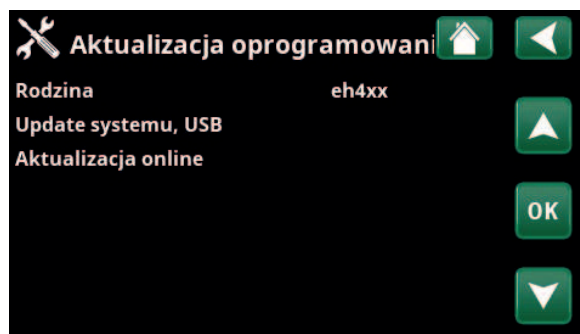 Aktualizacja oprogramowani
Rodzina eh4xx
Update systemu, USB
Aktualizacja online
OK